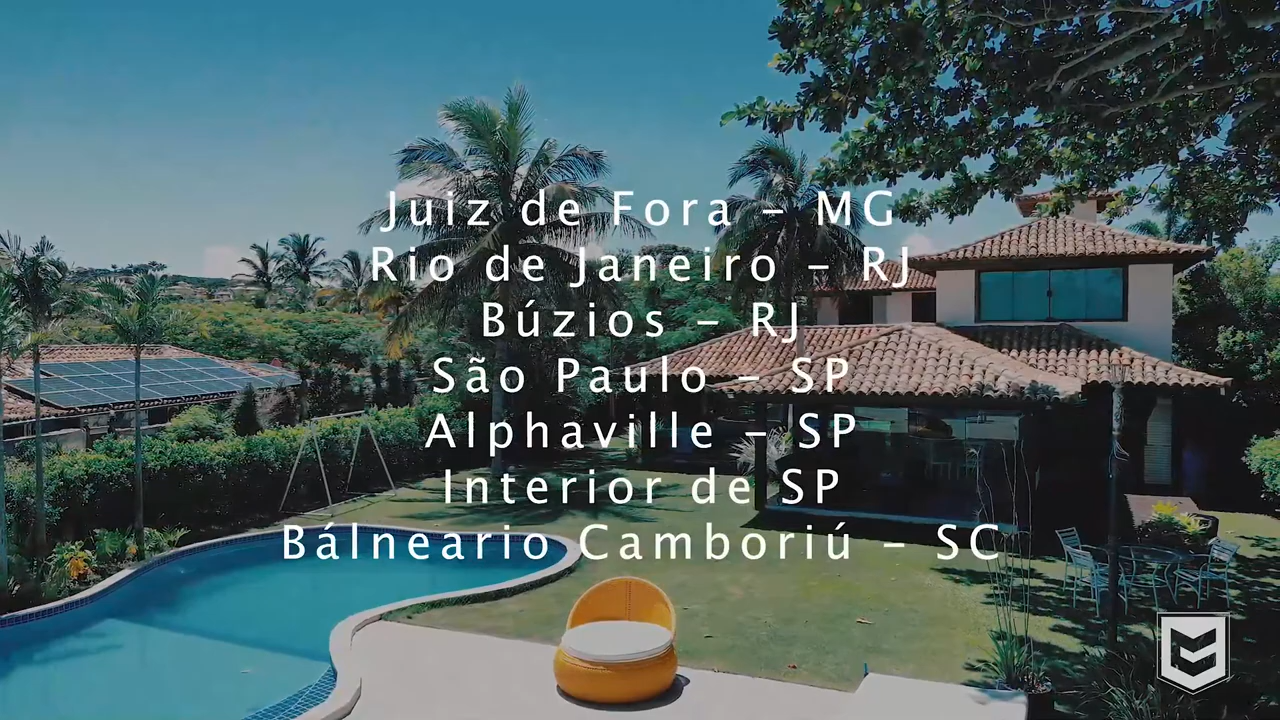 Juiz de Fora – MG
Rio de Janeiro – RJ
Búzios – RJ
São Paulo – SP
Alphaville – SP
Interior de SP
Bálneario Camboriú – SC